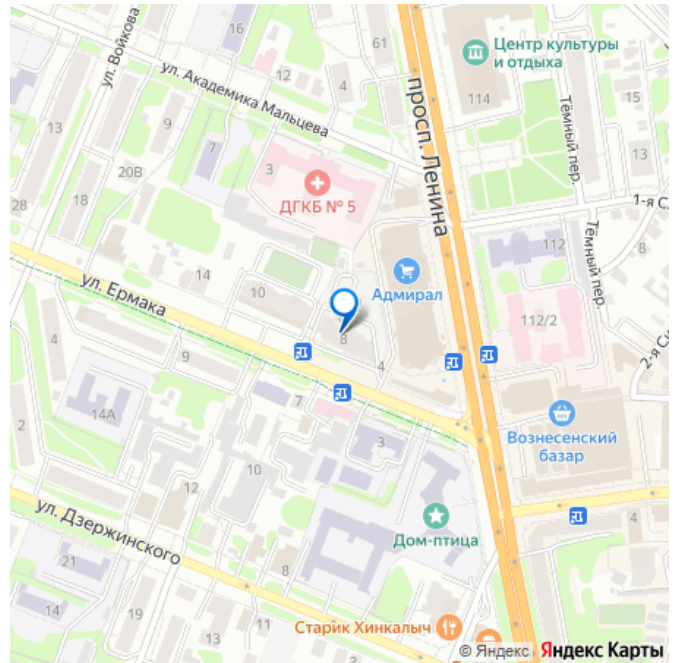 16
ул. Войкова
61
Центр культуры
и отдыха
12
4
114
15
ул. Академика Мальцева
просп. Ленина
Тёмный пер.
13
9
7
3
13
20В
ДГКБ № 5
28
18
1-я С
112
Тёмный пер.
8
14
10
Адмирал
ул. Ермака
112/2
2-я Си
8
4
4
7
14А
2
3
Вознесенский
базар
10
12
ул. Дзержинского
Дом-птица
4
21
8
14
19
13
Старик Хинкалыч
© Яндекс Яндекс Карты